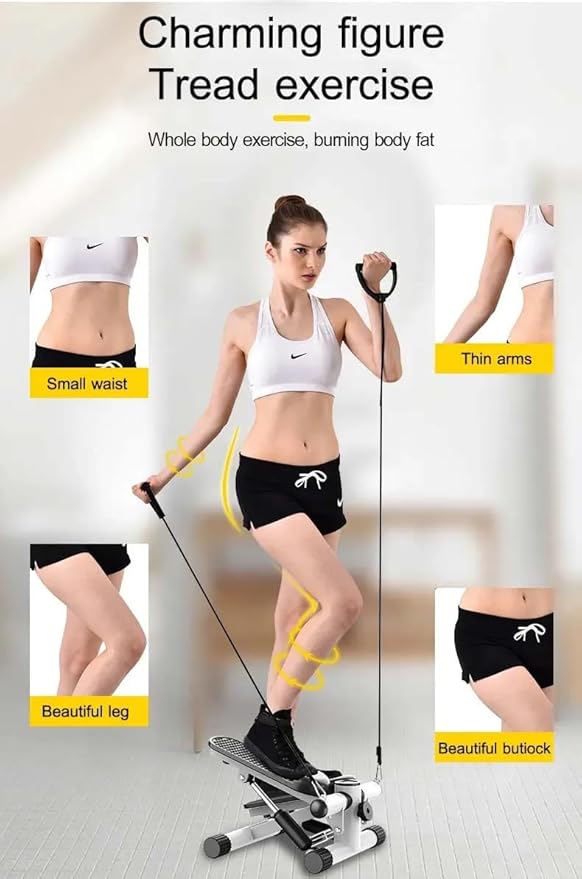 Charming figure
Tread exercise
Whole body exercise, burning body fat
Small waist
Thin arms
Beautiful leg
Beautiful butiock